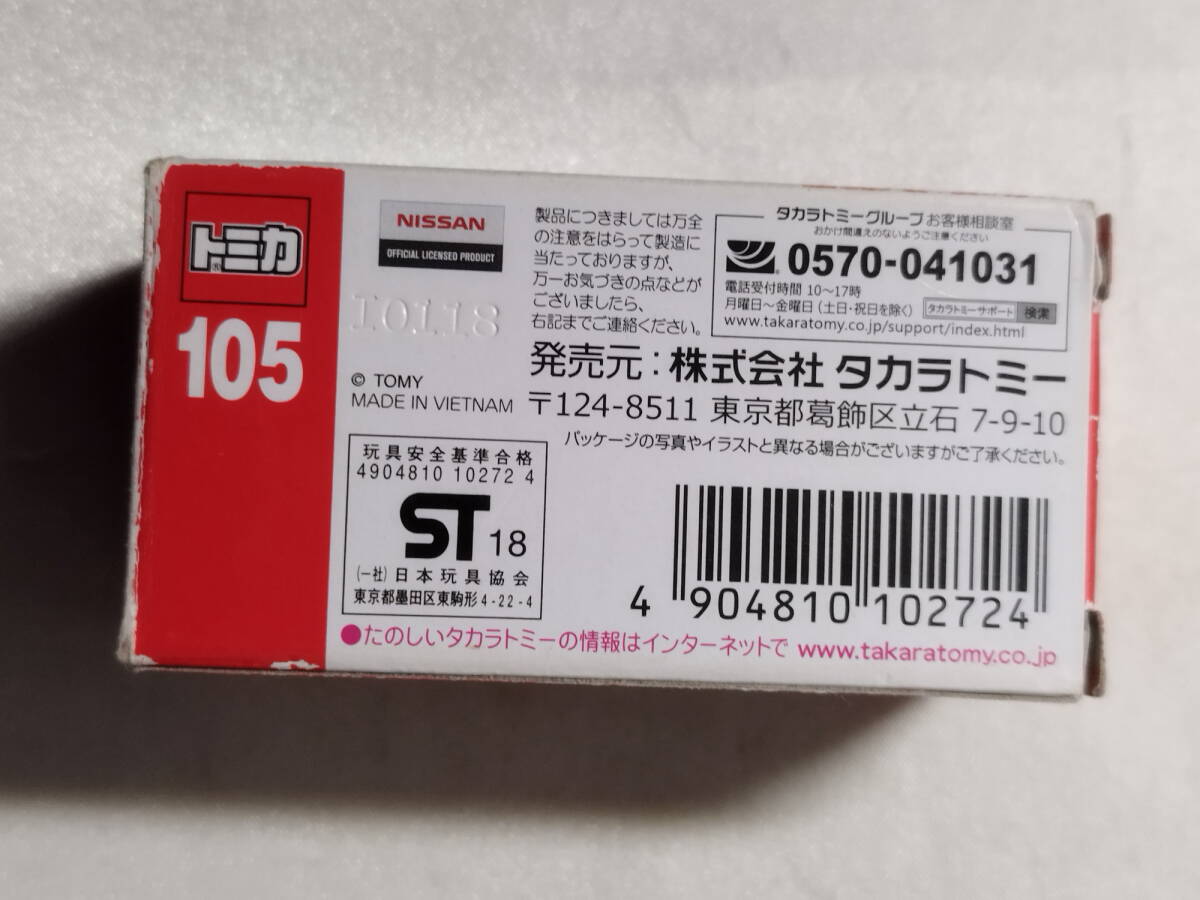 トミカ®
105
NISSAN
OFFICIAL LICENSED PRODUCT
10118
© TOMY
MADE IN VIETNAM
製品につきましては万全
の注意をはらって製造に
当たっておりますが、
万一お気づきの点などが
ございましたら、
右記までご連絡ください。
タカラトミーグループ お客様相談室
おかけ間違えのないようご注意ください
0570-041031
電話受付時間 10〜17時
月曜日〜金曜日 (土日・祝日を除く) タカラトミーサポート 検索
www.takaratomy.co.jp/support/index.html
発売元:株式会社 タカラトミー
〒124-8511 東京都葛飾区立石 7-9-10
パッケージの写真やイラストと異なる場合がございますがご了承ください。
玩具安全基準合格
4904810 10272 4
ST 18
(一社)日本玩具協会
東京都墨田区東駒形4-22-4
4 904810 102724
●たのしいタカラトミーの情報はインターネットで www.takaratomy.co.jp